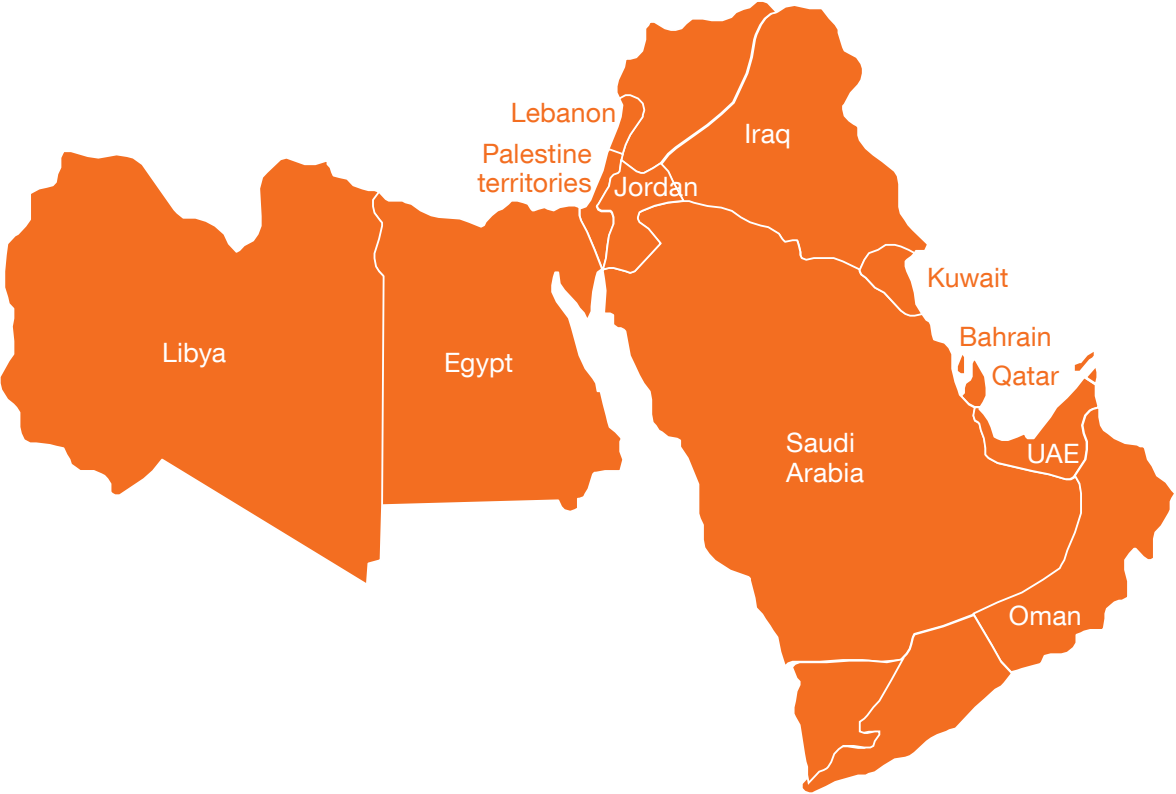 Lebanon
Iraq
Palestine
territories
Jordan
Kuwait
Bahrain
Libya
Egypt
Qatar
Saudi
Arabia
UAE
Oman